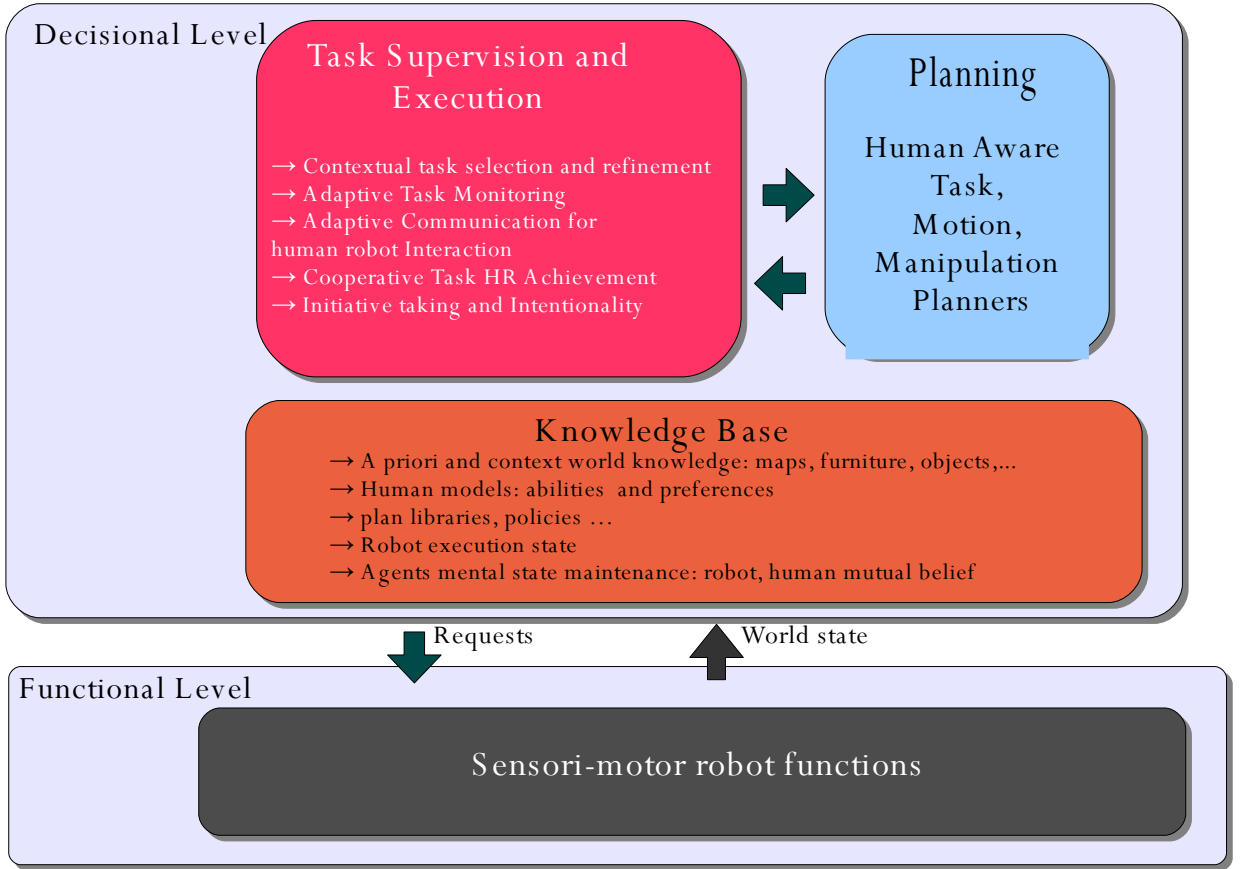 Decisional Level
Task Supervision and
Execution
→ Contextual task selection and refinement
→ Adaptive Task Monitoring
→ Adaptive Communication for
human robot Interaction
→ Cooperative Task HR Achievement
→ Initiative taking and Intentionality
Planning
Human Aware
Task,
Motion,
Manipulation
Planners
Knowledge Base
→ A priori and context world knowledge: maps, furniture, objects,...
→ Human models: abilities and preferences
→ plan libraries, policies …
→ Robot execution state
→ Agents mental state maintenance: robot, human mutual belief
Requests
World state
Functional Level
Sensori-motor robot functions